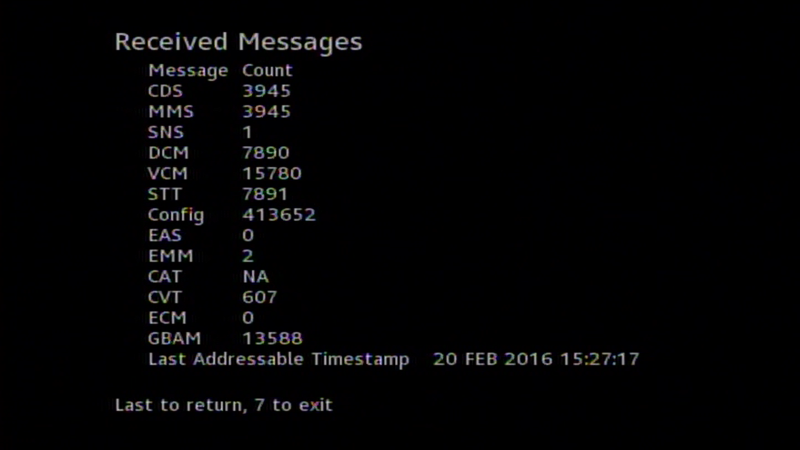 Received Messages
Message Count
CDS 3945
MMS 3945
SNS 1
DCM 7890
VCM 15780
STT 7891
Config 413652
EAS 0
EMM 2
CAT NA
CVT 607
ECM 0
GBAM 13588
Last Addressable Timestamp 20 FEB 2016 15:27:17
Last to return, 7 to exit